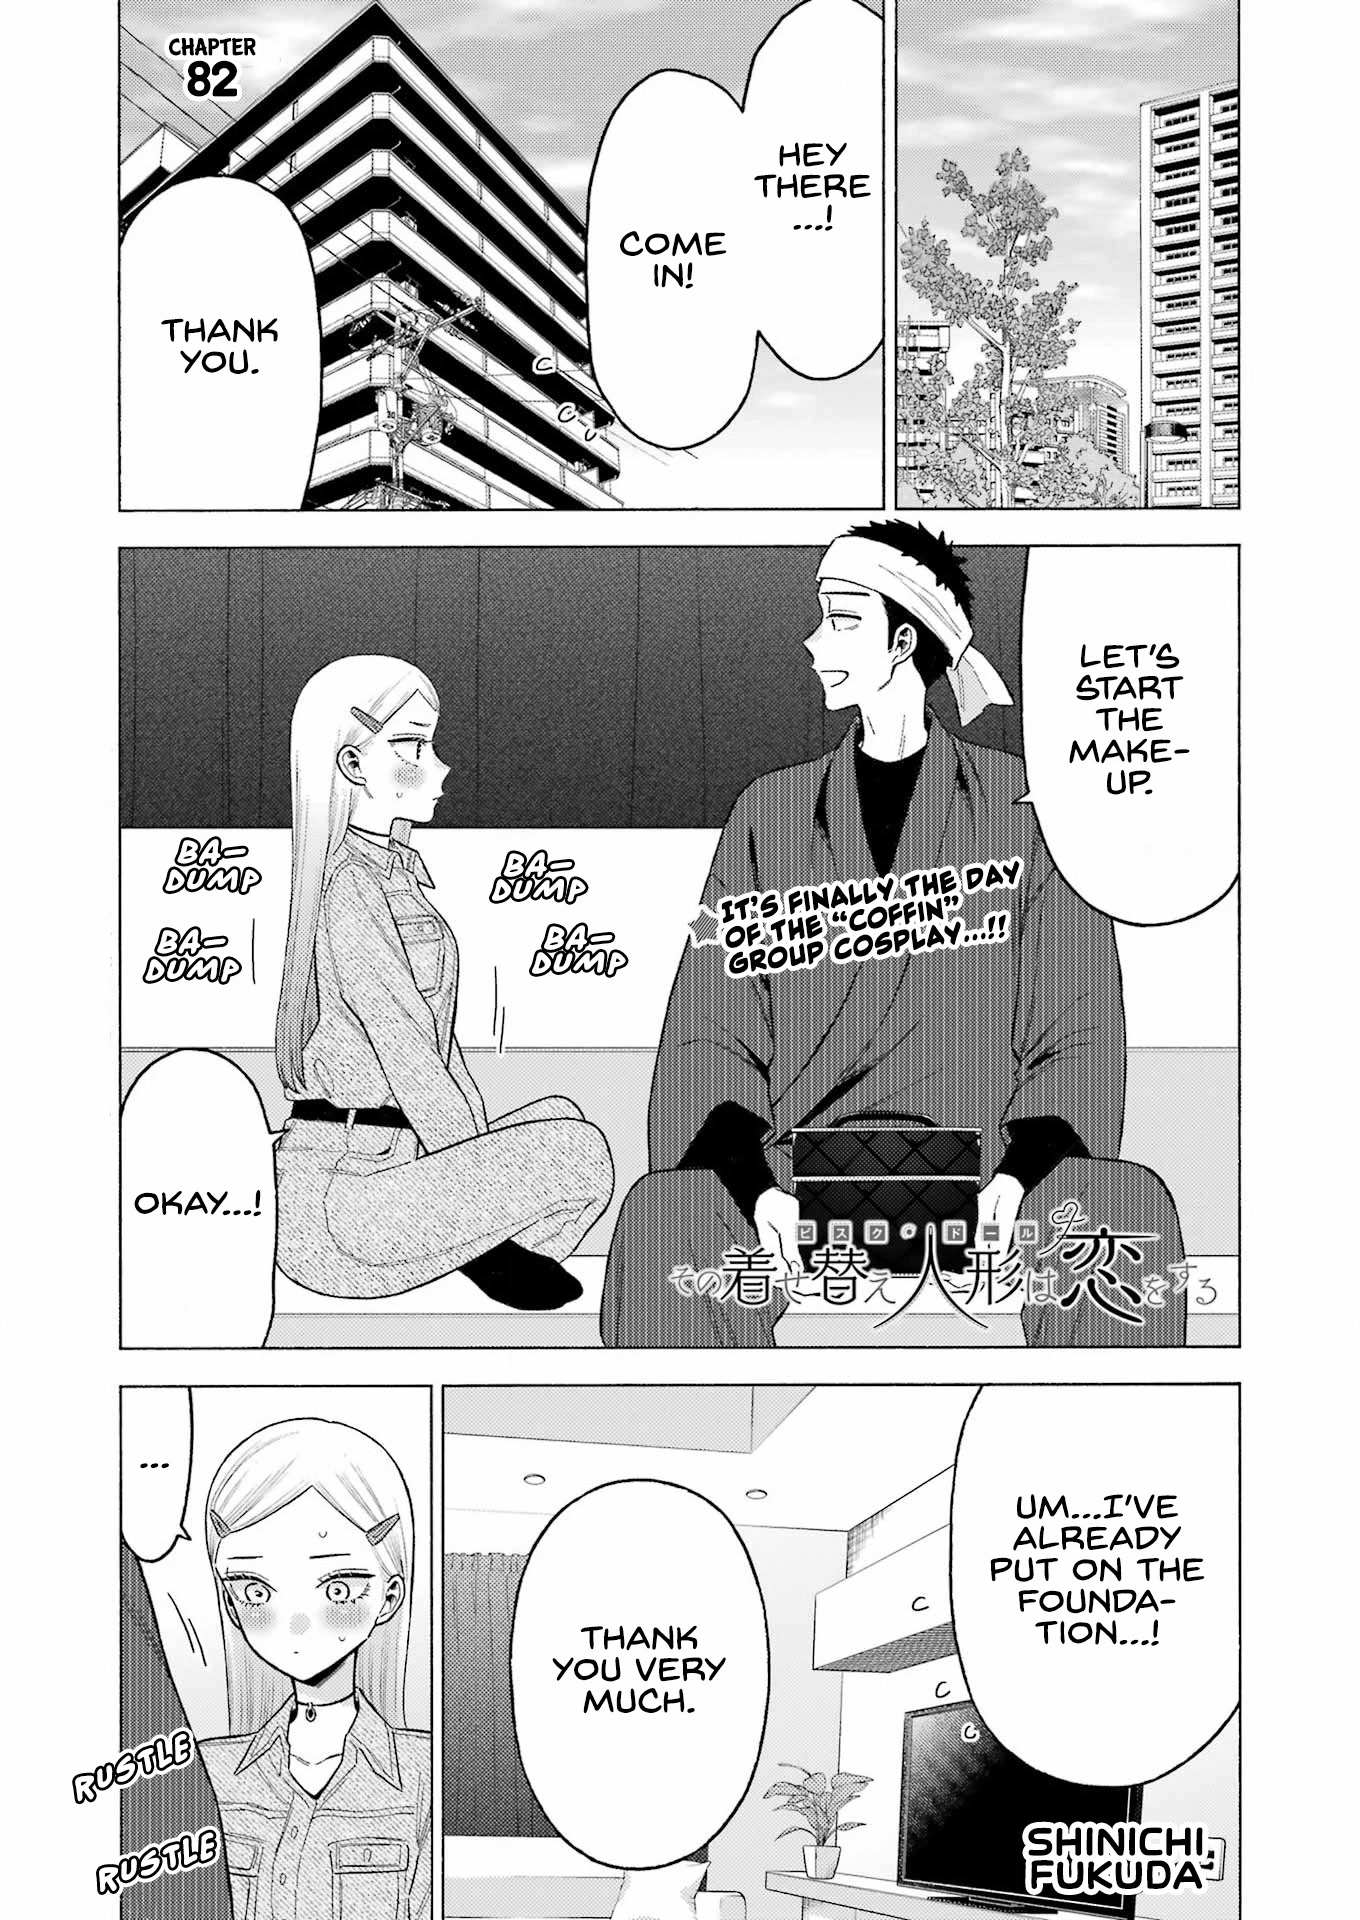 CHAPTER
82
HEY
THERE
...!
COME
IN!
THANK
YOU.
LET'S
START
THE
MAKE-
UP.
IT'S FINALLY THE DAY
OF THE "COFFIN"
GROUP COSPLAY...!!
BA-
DUMP
BA-
DUMP
BA-
DUMP
BA-
DUMP
OKAY...!
ビスク・ドール
その着せ替え人形は恋をする
UM...I'VE
ALREADY
PUT ON THE
FOUNDA-
TION...!
THANK
YOU VERY
MUCH.
...
RUSTLE
RUSTLE
SHINICHI
FUKUDA